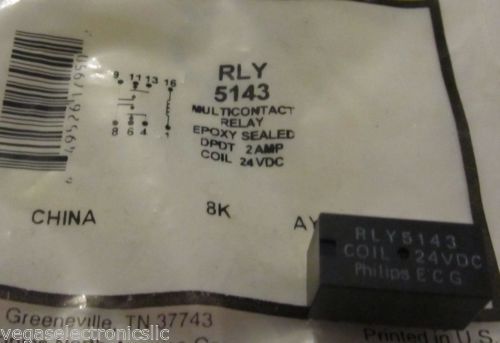 RLY
5143
MULTICONTACT
RELAY
EPOXY SEALED
DPDT 2 AMP
COIL 24VDC
9 11 13 16
8 6 4 1
CHINA
8K
AY
RLY5143
COIL 24VDC
Philips ECG
Greeneville, TN 37743
Printed in U.S.
vegaselectronicsllc